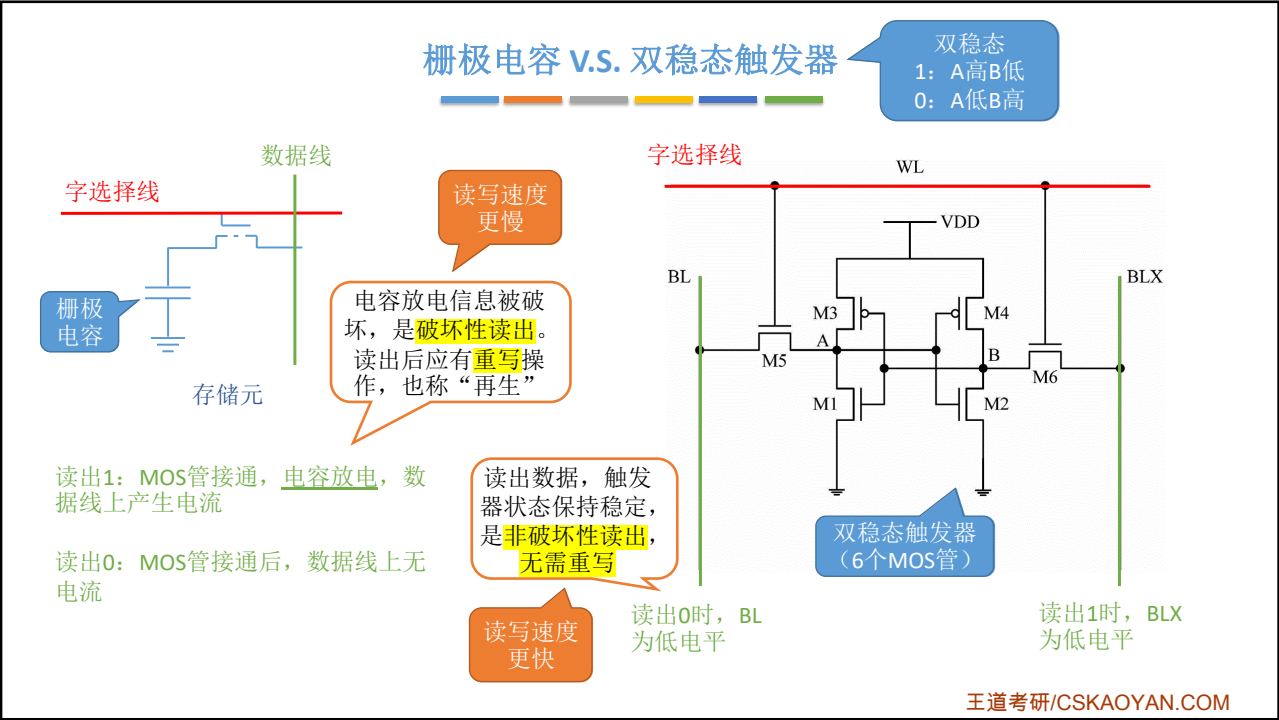 栅极电容 V.S. 双稳态触发器
双稳态
1：A高B低
0：A低B高
数据线
字选择线
栅极
电容
存储元
读写速度
更慢
电容放电信息被破
坏，是破坏性读出。
读出后应有重写操
作，也称“再生”
读出1：MOS管接通，电容放电，数
据线上产生电流
读出0：MOS管接通后，数据线上无
电流
读出数据，触发
器状态保持稳定，
是非破坏性读出，
无需重写
读写速度
更快
字选择线
WL
VDD
BL
BLX
M3
M4
A
B
M5
M6
M1
M2
双稳态触发器
（6个MOS管）
读出0时，BL
为低电平
读出1时，BLX
为低电平
王道考研/CSKAOYAN.COM